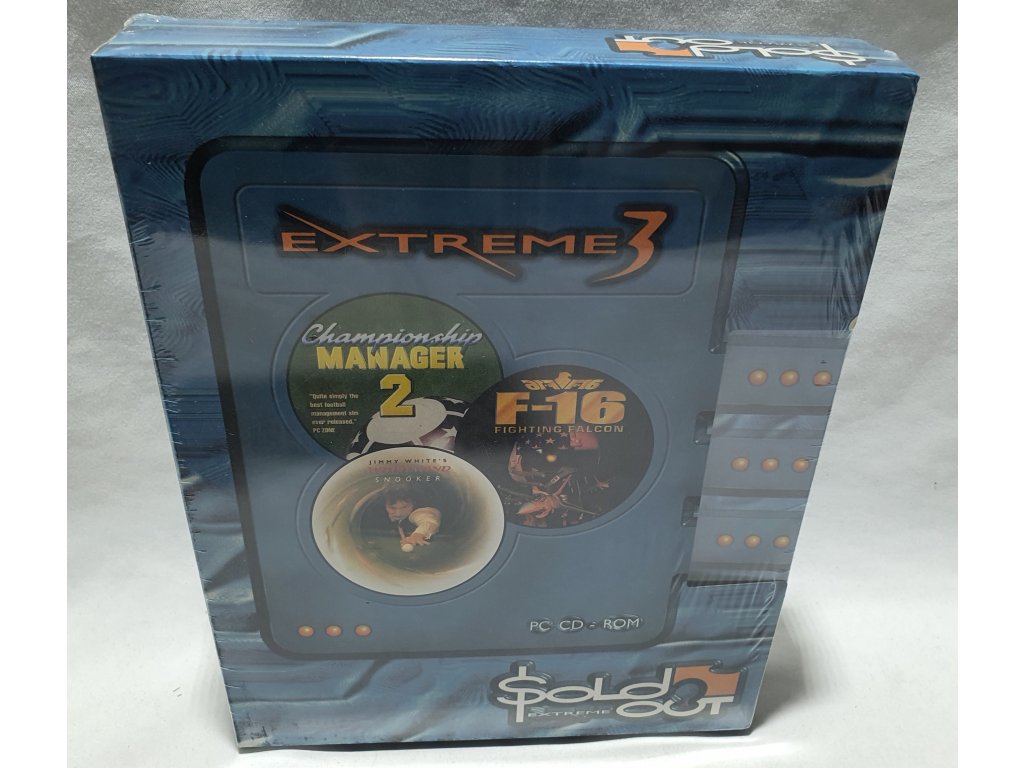 SOLD OUT
EXTREME 3
Championship
MANAGER
2
"Quite simply the
best football
management sim
ever released."
PC ZONE
F-16
FIGHTING FALCON
JIMMY WHITE'S
WHIRLWIND
SNOOKER
PC CD-ROM
SOLD
EXTREME OUT